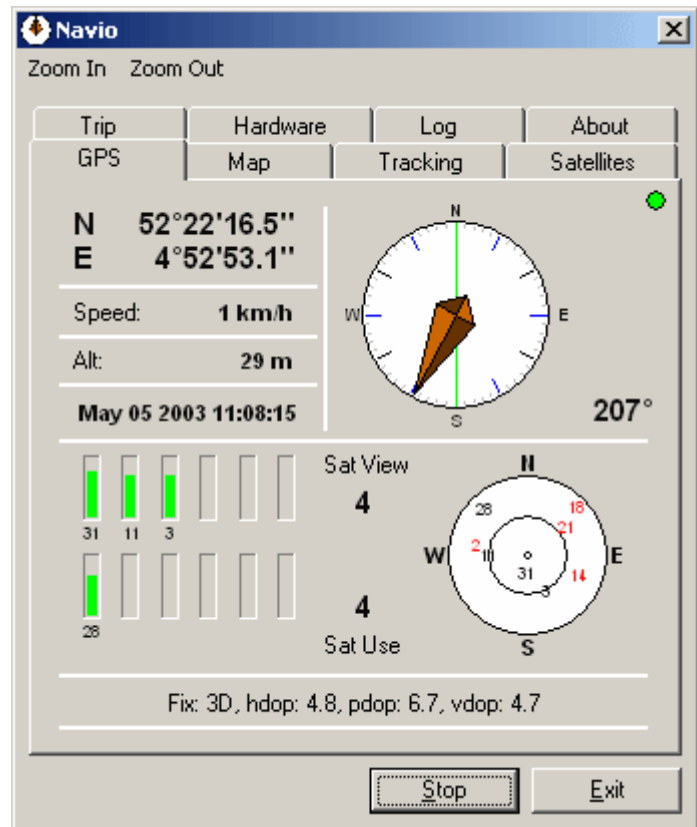 Navio
Zoom In Zoom Out
Trip Hardware Log About
GPS Map Tracking Satellites
N 52°22'16.5''
E 4°52'53.1''
Speed: 1 km/h
Alt: 29 m
May 05 2003 11:08:15
N
W E
S
207°
31 11 3
28
Sat View
4
4
Sat Use
N
28 18
21
W 2 11 E
31 14
3
S
Fix: 3D, hdop: 4.8, pdop: 6.7, vdop: 4.7
Stop Exit